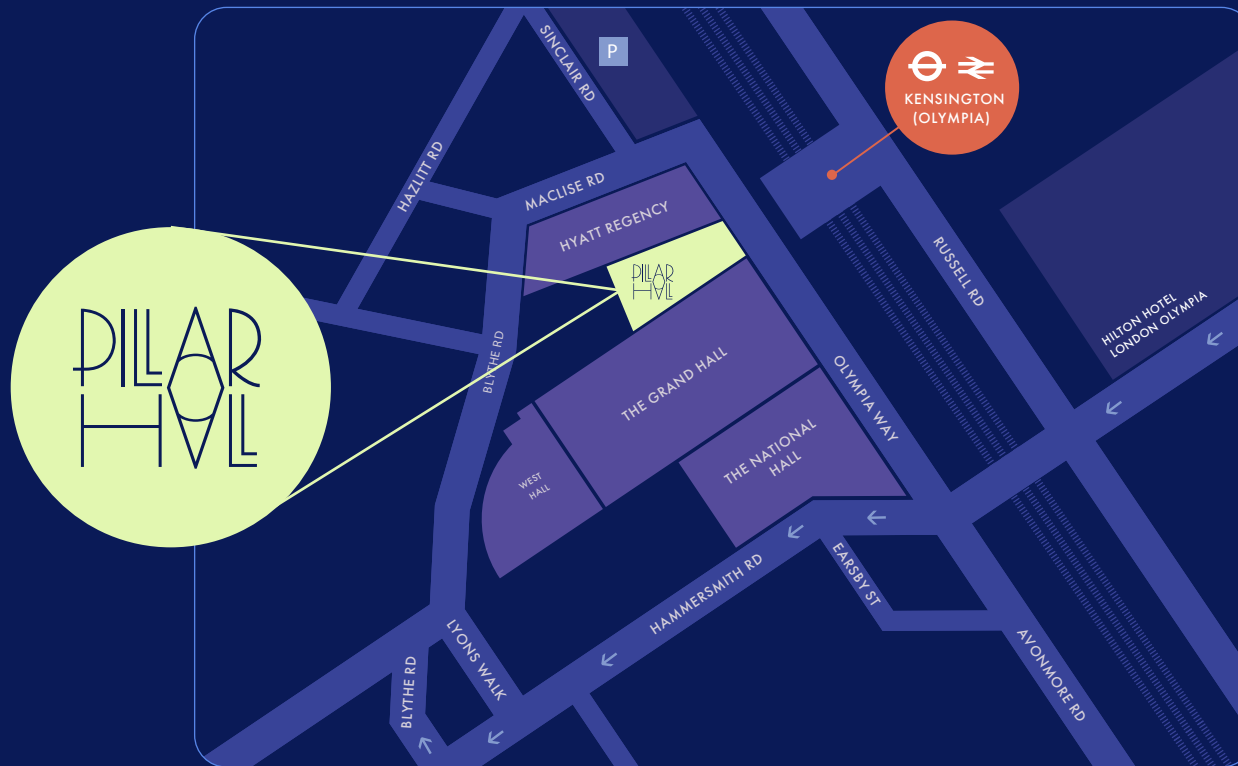 P
SINCLAIR RD
KENSINGTON
(OLYMPIA)
HAZLITT RD
MACLISE RD
HYATT REGENCY
PILLAR
HALL
RUSSELL RD
HILTON HOTEL
LONDON OLYMPIA
PILLAR
HALL
BLYTHE RD
THE GRAND HALL
OLYMPIA WAY
THE NATIONAL
HALL
WEST
HALL
EARSBY ST
HAMMERSMITH RD
LYONS WALK
BLYTHE RD
AVONMORE RD